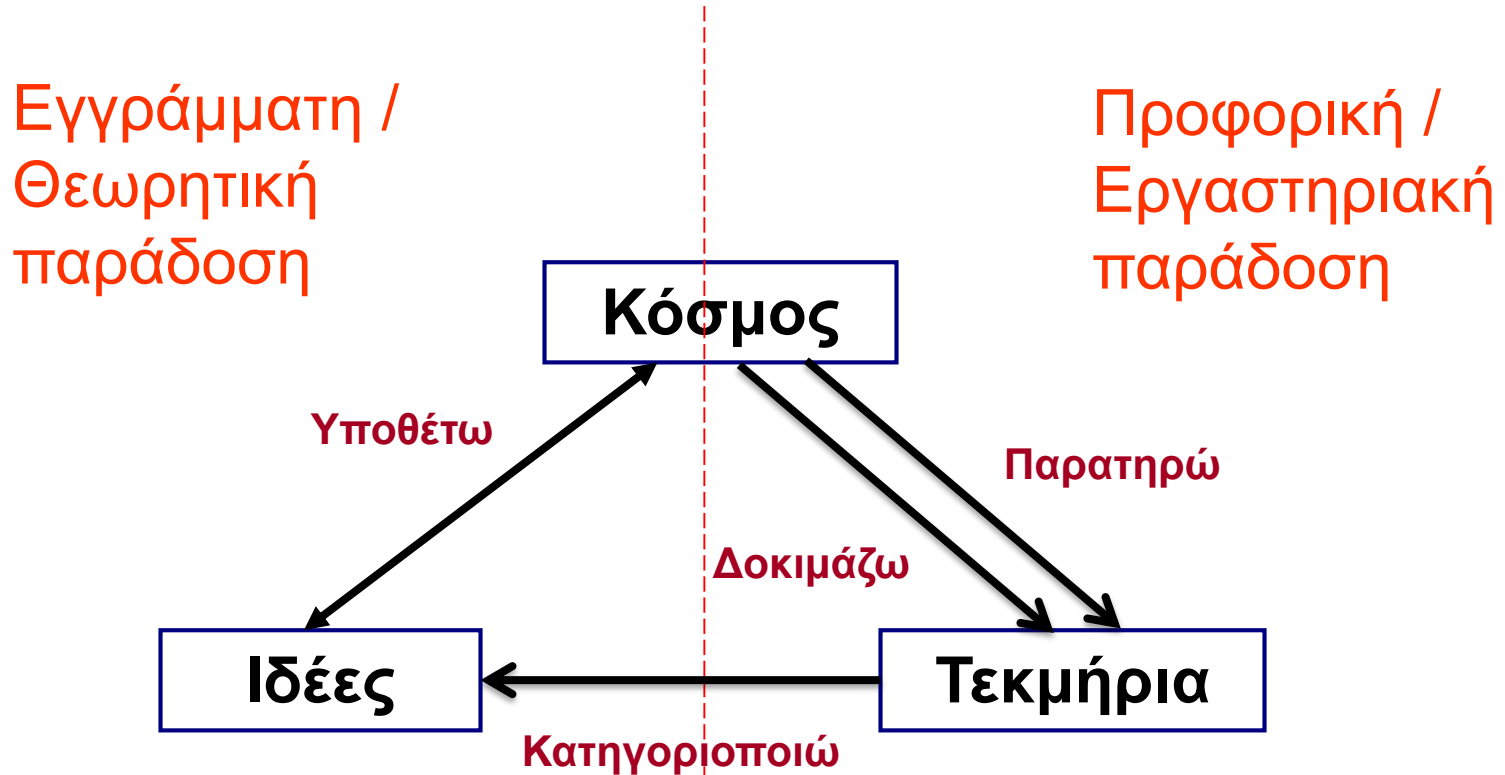 Εγγράμματη /
Θεωρητική
παράδοση
Προφορική /
Εργαστηριακή
παράδοση
Κόσμος
Υποθέτω
Παρατηρώ
Δοκιμάζω
Ιδέες
Τεκμήρια
Κατηγοριοποιώ